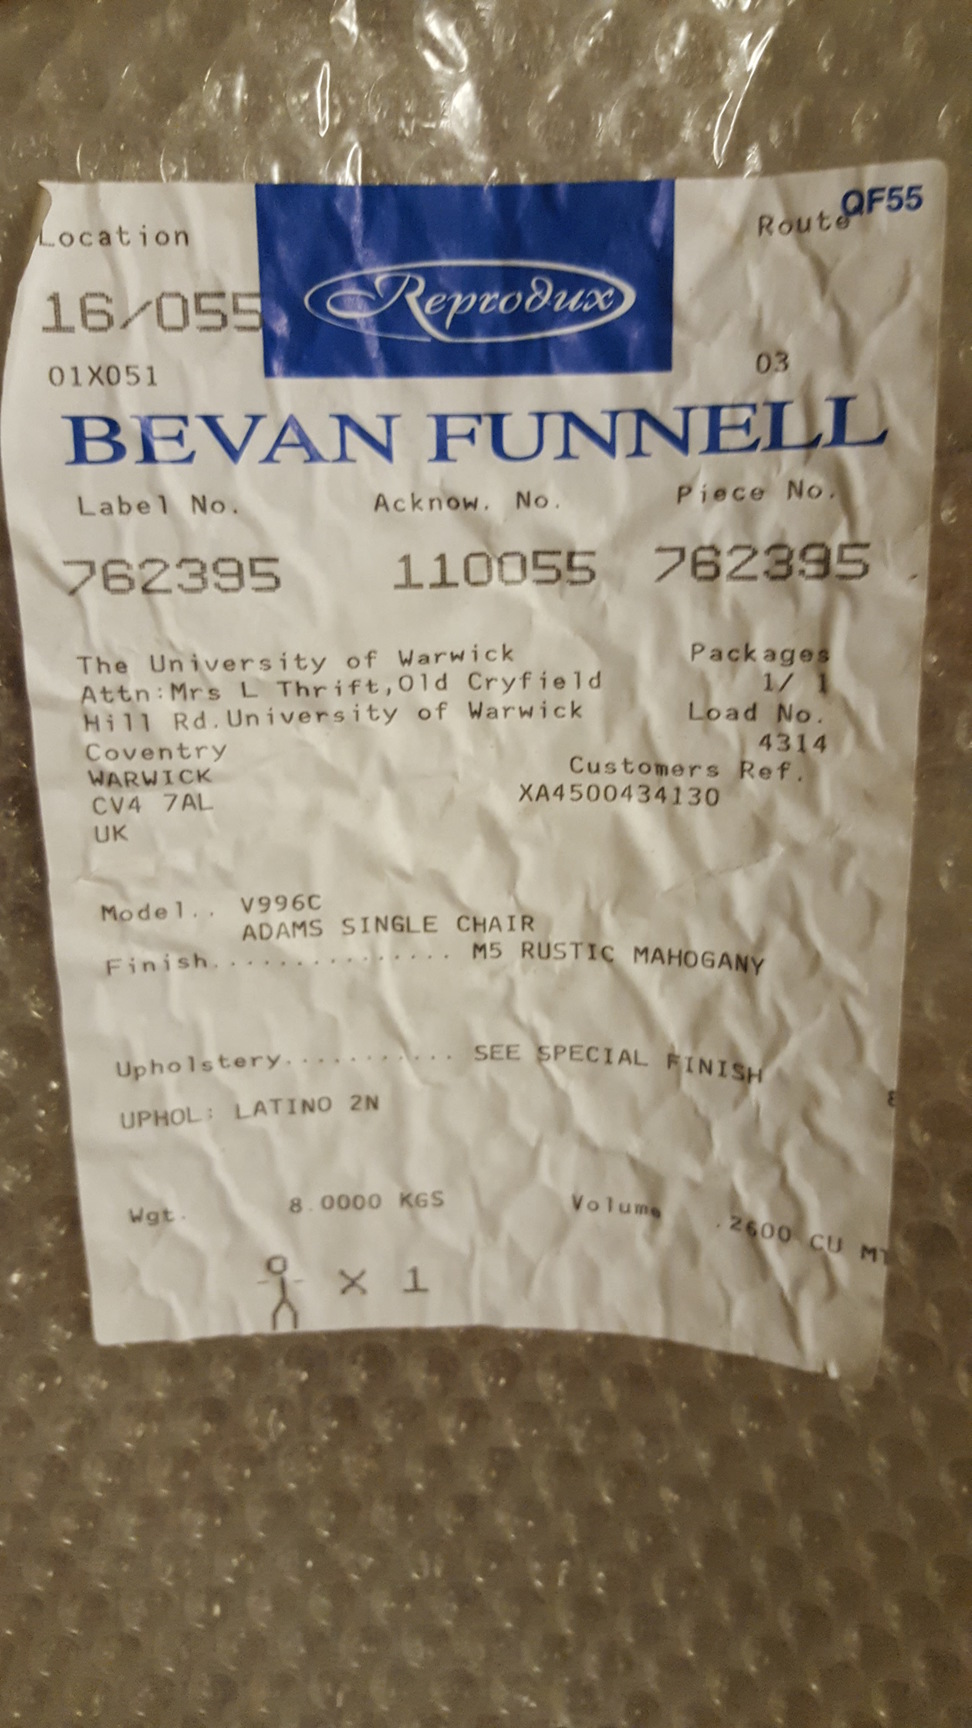 Location
Reprodux
Route QF55
16/055
01X051
03
BEVAN FUNNELL
Label No. Acknow. No. Piece No.
762395 110055 762395
The University of Warwick
Attn:Mrs L Thrift,Old Cryfield
Hill Rd.University of Warwick
Coventry
WARWICK
CV4 7AL
UK
Packages
1/ 1
Load No.
4314
Customers Ref.
XA4500434130
Model.. V996C
ADAMS SINGLE CHAIR
Finish............... M5 RUSTIC MAHOGANY
Upholstery........... SEE SPECIAL FINISH
UPHOL: LATINO 2N
Wgt. 8.0000 KGS Volume .2600 CU
X 1